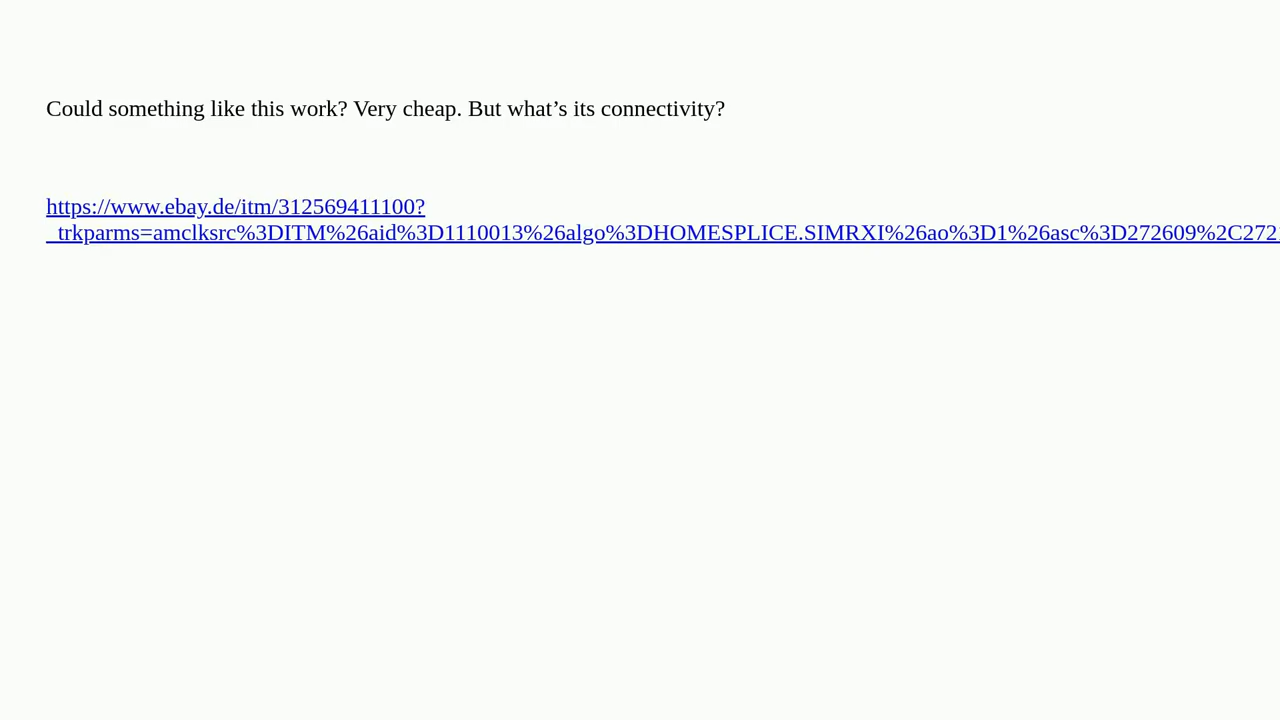 Could something like this work? Very cheap. But what’s its connectivity?
https://www.ebay.de/itm/312569411100?
_trkparms=amclksrc%3DITM%26aid%3D1110013%26algo%3DHOMESPLICE.SIMRXI%26ao%3D1%26asc%3D272609%2C272